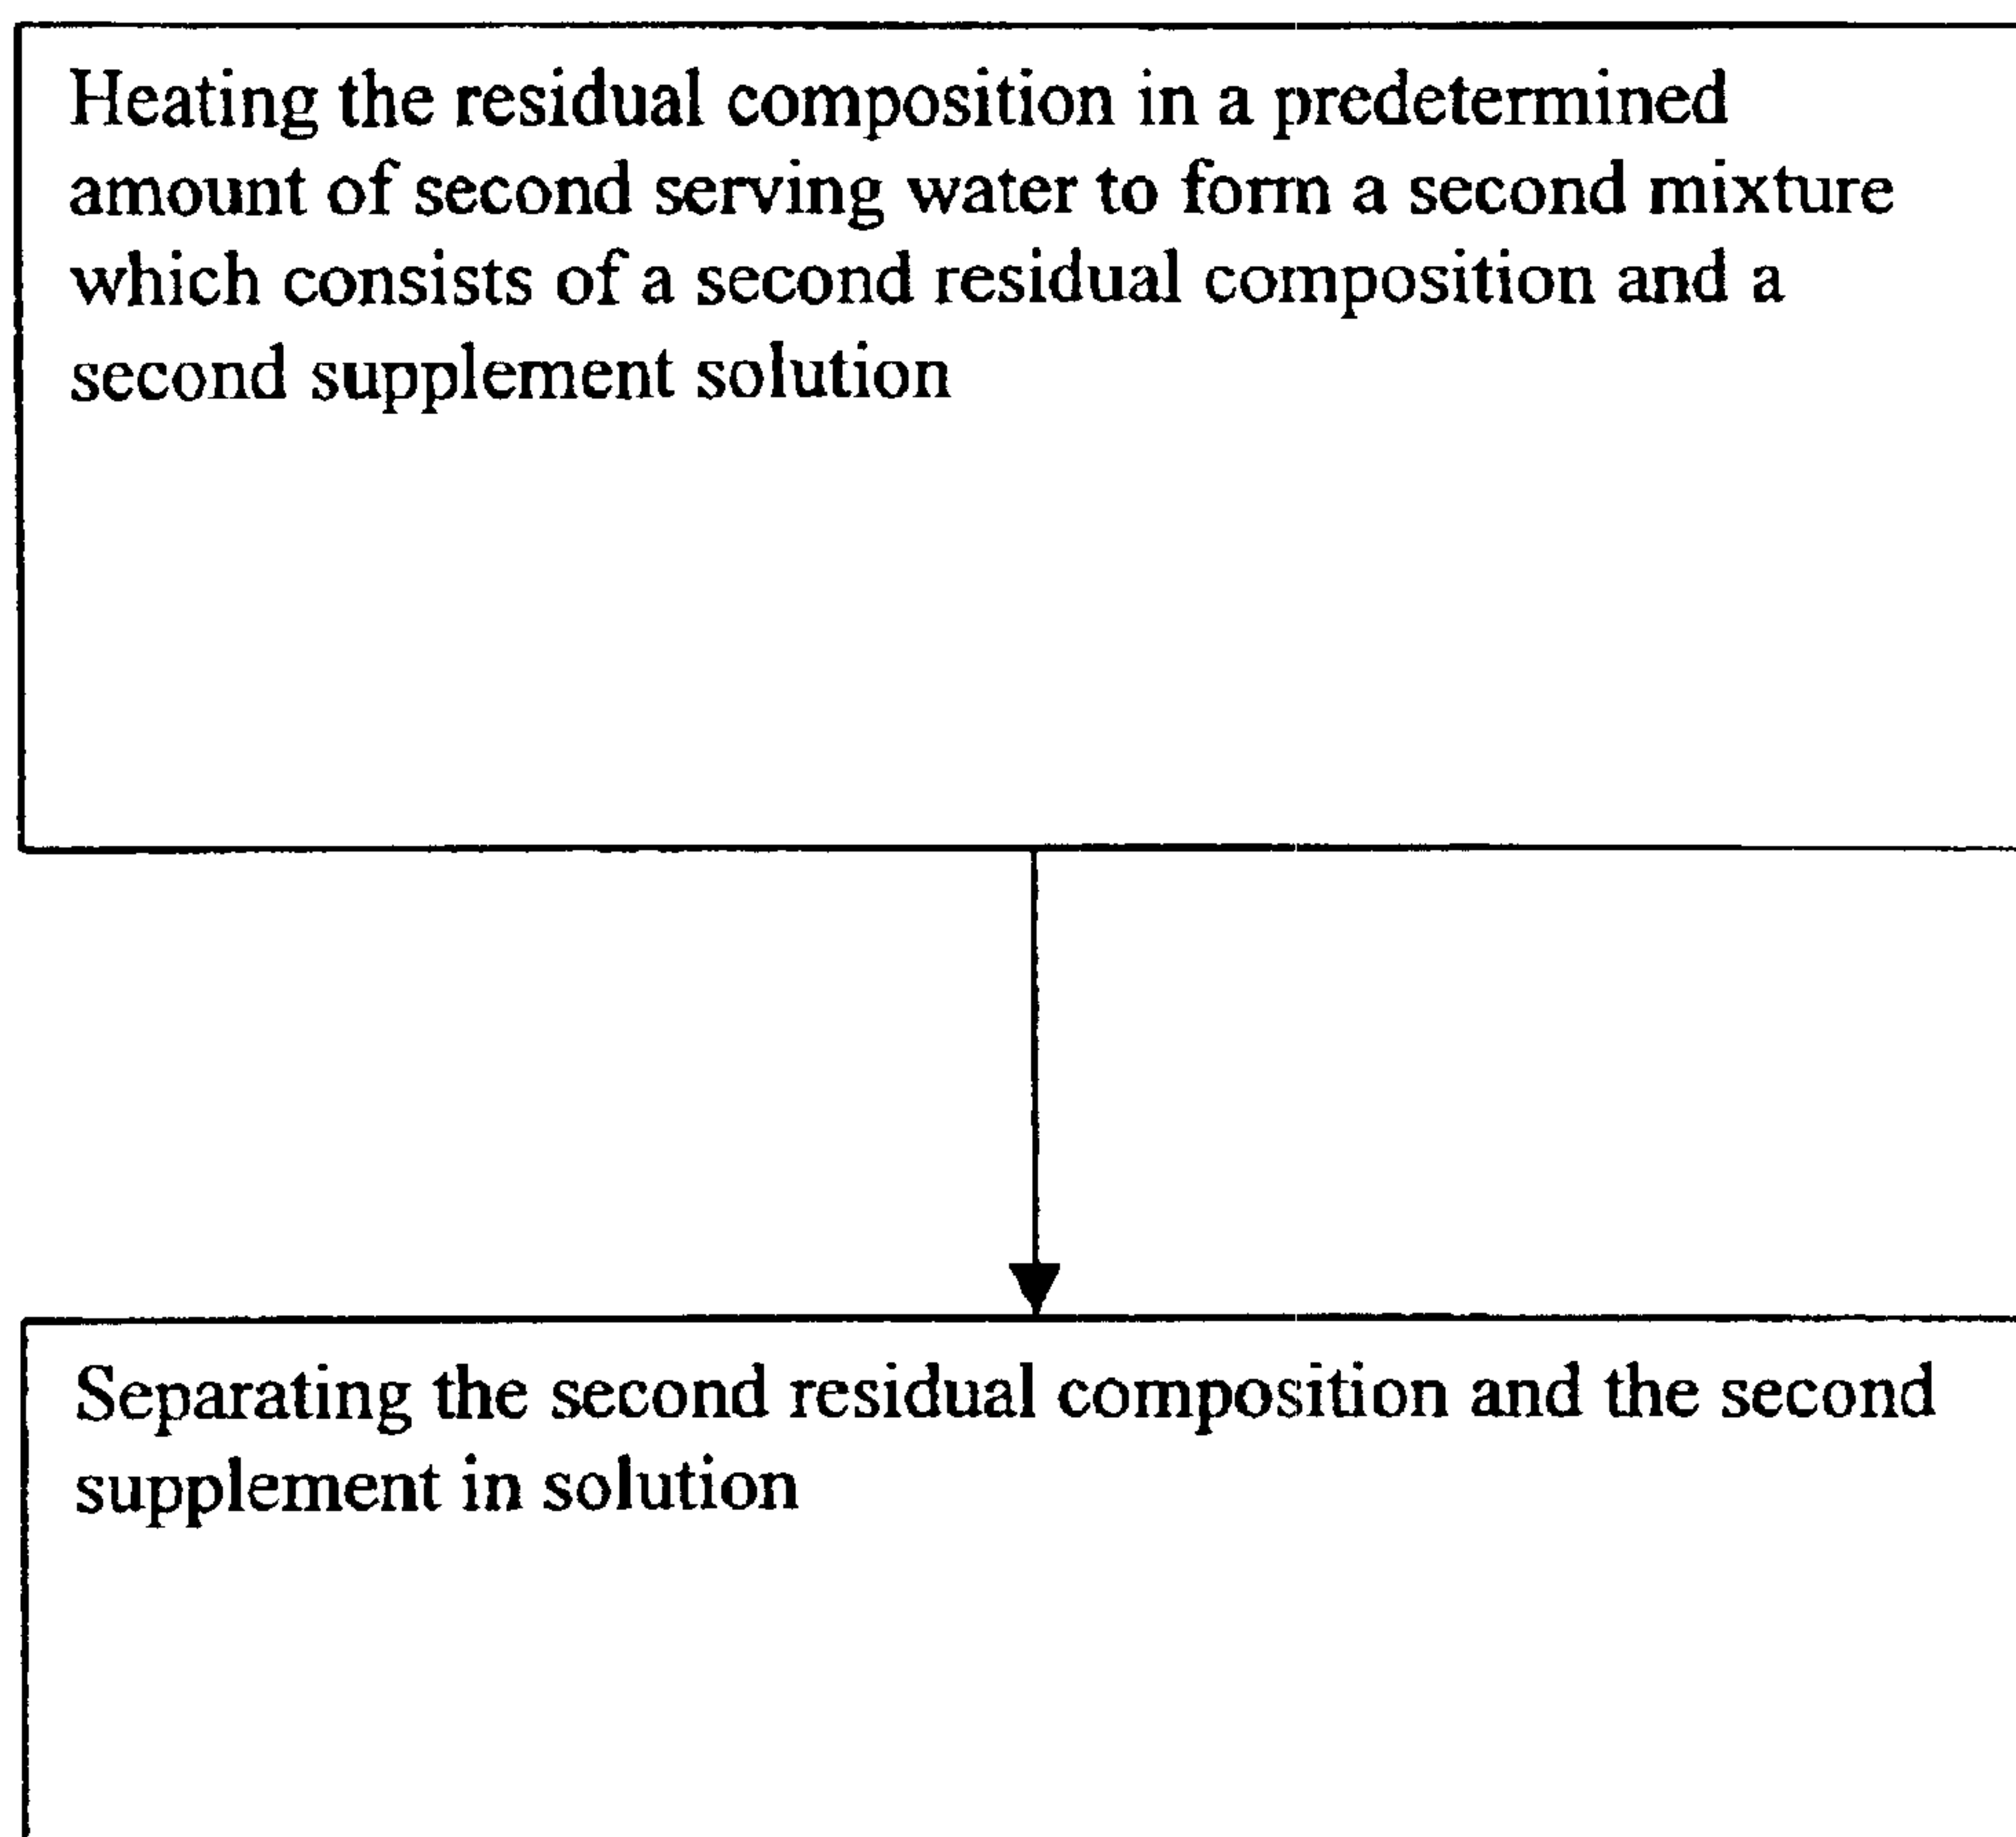 Heating the residual composition in a predetermined
amount of second serving water to form a second mixture
which consists of a second residual composition and a
second supplement solution
Separating the second residual composition and the second
supplement in solution